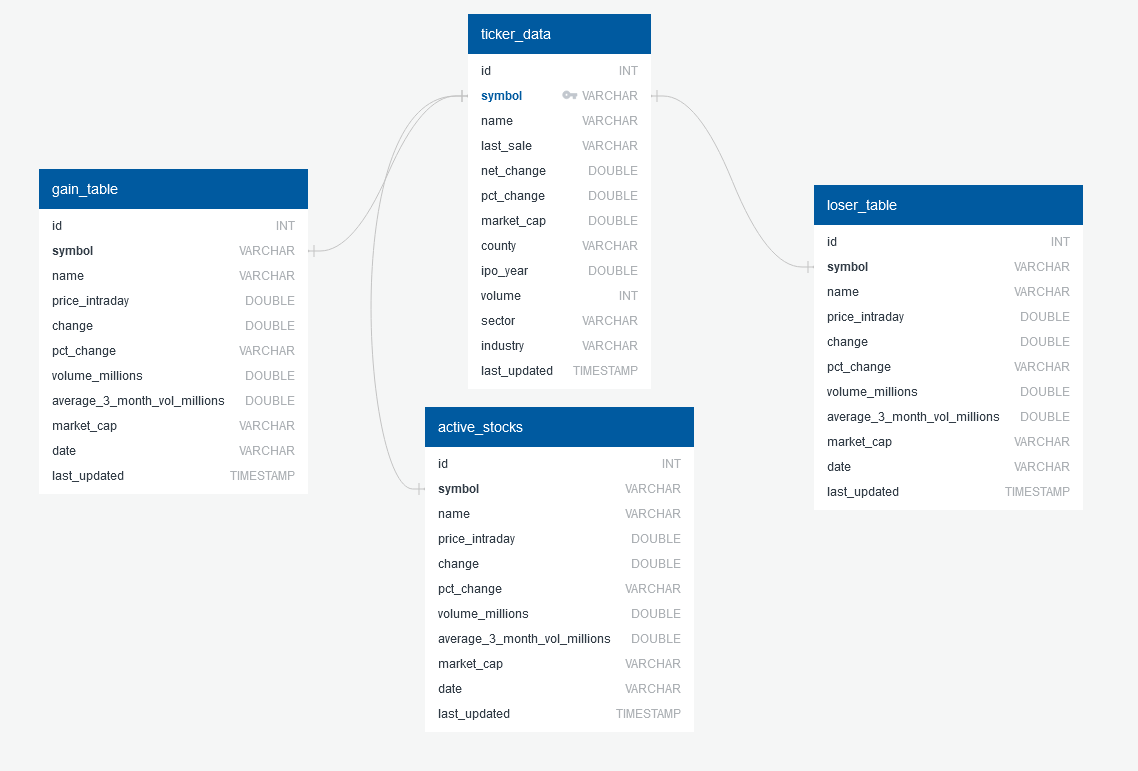 ticker_data
id INT
symbol VARCHAR
name VARCHAR
last_sale VARCHAR
net_change DOUBLE
pct_change DOUBLE
market_cap DOUBLE
county VARCHAR
ipo_year DOUBLE
volume INT
sector VARCHAR
industry VARCHAR
last_updated TIMESTAMP
gain_table
id INT
symbol VARCHAR
name VARCHAR
price_intraday DOUBLE
change DOUBLE
pct_change VARCHAR
volume_millions DOUBLE
average_3_month_vol_millions DOUBLE
market_cap VARCHAR
date VARCHAR
last_updated TIMESTAMP
loser_table
id INT
symbol VARCHAR
name VARCHAR
price_intraday DOUBLE
change DOUBLE
pct_change VARCHAR
volume_millions DOUBLE
average_3_month_vol_millions DOUBLE
market_cap VARCHAR
date VARCHAR
last_updated TIMESTAMP
active_stocks
id INT
symbol VARCHAR
name VARCHAR
price_intraday DOUBLE
change DOUBLE
pct_change VARCHAR
volume_millions DOUBLE
average_3_month_vol_millions DOUBLE
market_cap VARCHAR
date VARCHAR
last_updated TIMESTAMP